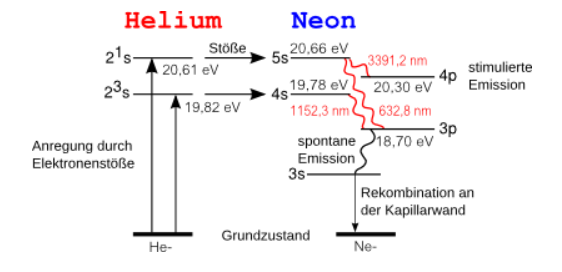 Helium Neon
2¹s Stöße 5s 20,66 eV 3391,2 nm
20,61 eV 4p stimulierte
20,30 eV Emission
2³s 4s 19,78 eV
19,82 eV 1152,3 nm 632,8 nm
3p
Anregung durch spontane 18,70 eV
Elektronenstöße Emission
3s
Rekombination an
der Kapillarwand
Grundzustand
He- Ne-